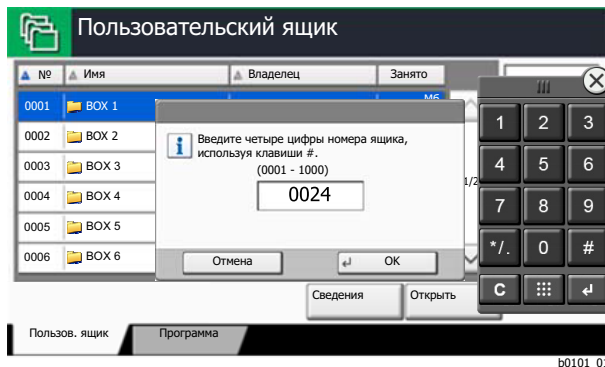 Пользовательский ящик
№ Имя Владелец Занято
0001 BOX 1 Мб
0002 BOX 2
0003 BOX 3
0004 BOX 4
0005 BOX 5
0006 BOX 6
Введите четыре цифры номера ящика,
используя клавиши #.
(0001 - 1000)
0024
Отмена OK
1/2
1 2 3
4 5 6
7 8 9
*/. 0 #
C
Сведения Открыть
Пользов. ящик Программа
b0101_01